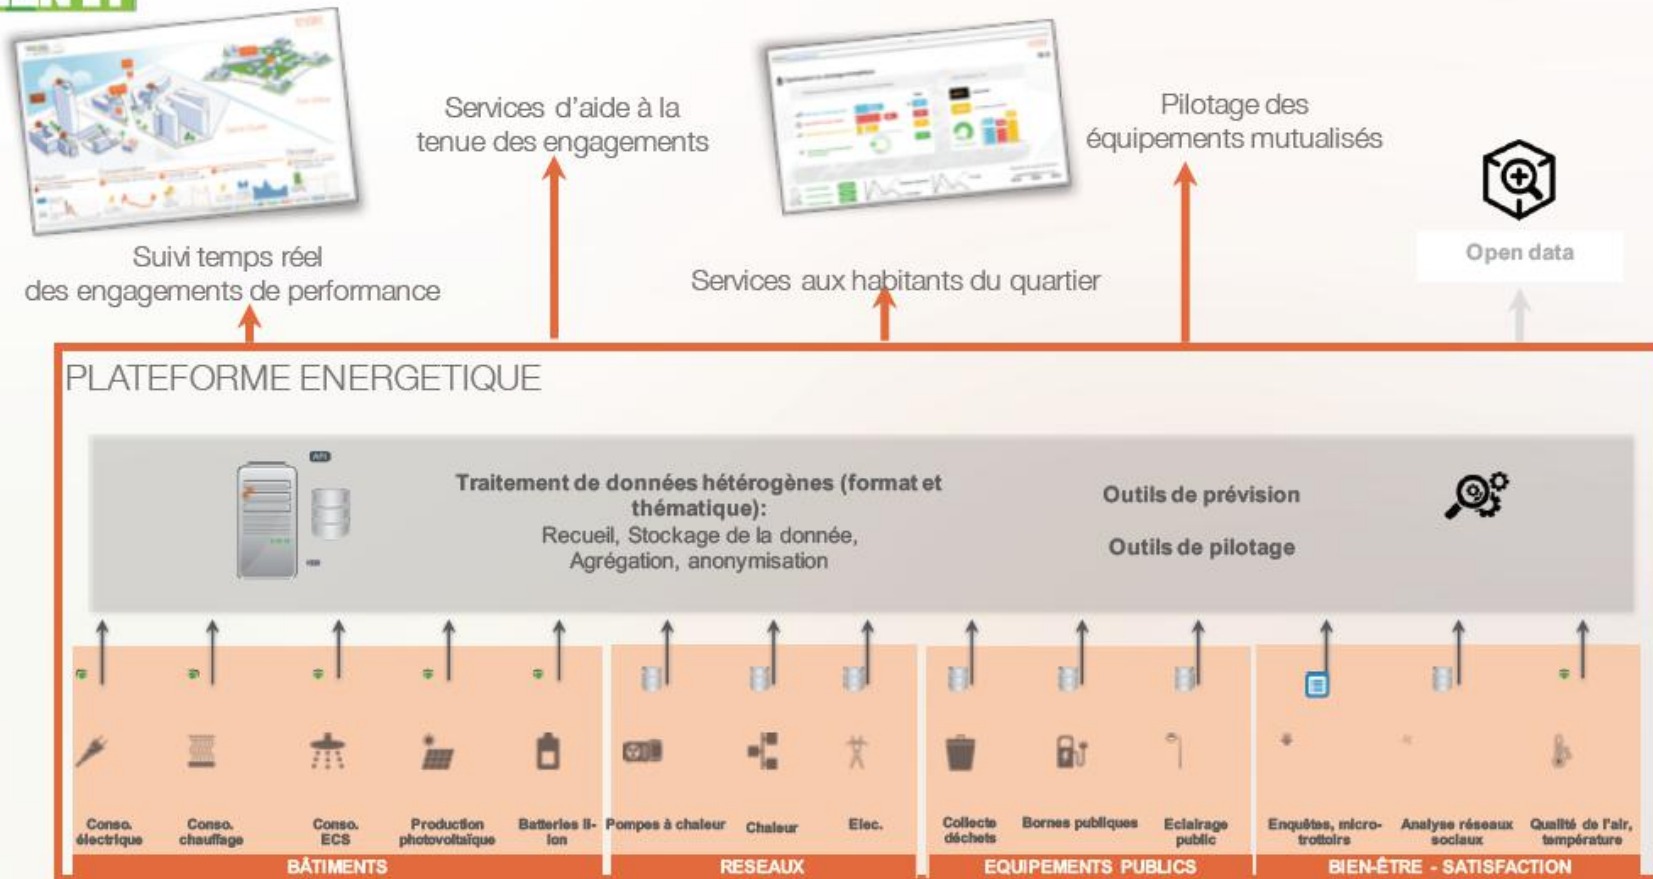 Services d'aide à la
tenue des engagements
Pilotage des
équipements mutualisés
Open data
Suivi temps réel
des engagements de performance
Services aux habitants du quartier
PLATEFORME ENERGETIQUE
API
Traitement de données hétérogènes (format et
thématique):
Recueil, Stockage de la donnée,
Agrégation, anonymisation
Outils de prévision
Outils de pilotage
Conso.
électrique
Conso.
chauffage
Conso.
ECS
Production
photovoltaïque
Batteries li-
ion
Pompes à chaleur
Chaleur
Elec.
Collecte
déchets
Bornes publiques
Eclairage
public
Enquêtes, micro-
trottoirs
Analyse réseaux
sociaux
Qualité de l'air,
température
BÂTIMENTS
RESEAUX
EQUIPEMENTS PUBLICS
BIEN-ÊTRE - SATISFACTION